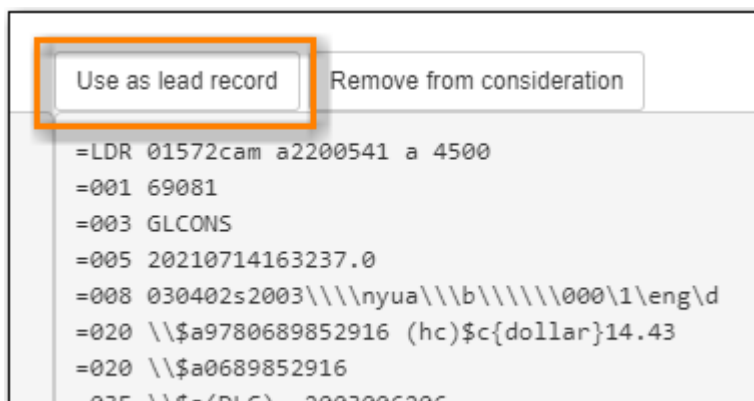 Use as lead record Remove from consideration
=LDR 01572cam a2200541 a 4500
=001 69081
=003 GLCONS
=005 20210714163237.0
=008 030402s2003\\\\nyua\\\b\\\\\\000\1\eng\d
=020 \\$a9780689852916 (hc)$c{dollar}14.43
=020 \\$a0689852916